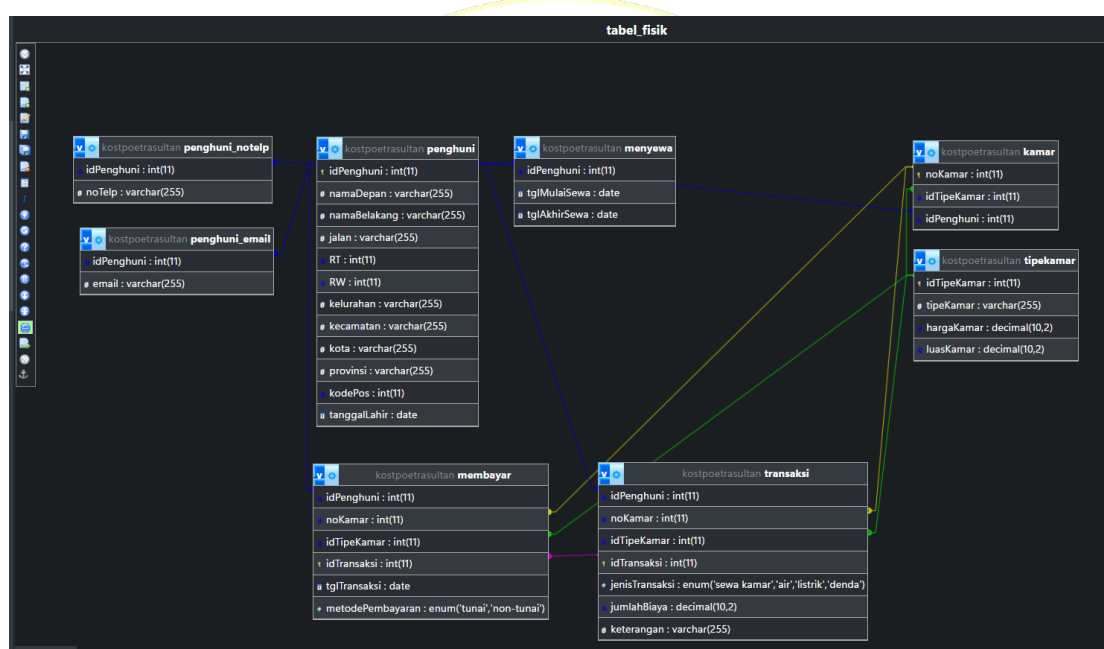 tabel_fisik
kostpoetrasultan penghuni_notelp
idPenghuni : int(11)
noTelp : varchar(255)
kostpoetrasultan penghuni_email
idPenghuni : int(11)
email : varchar(255)
kostpoetrasultan penghuni
idPenghuni : int(11)
namaDepan : varchar(255)
namaBelakang : varchar(255)
jalan : varchar(255)
RT : int(11)
RW : int(11)
kelurahan : varchar(255)
kecamatan : varchar(255)
kota : varchar(255)
provinsi : varchar(255)
kodePos : int(11)
tanggalLahir : date
kostpoetrasultan menyewa
idPenghuni : int(11)
tglMulaiSewa : date
tglAkhirSewa : date
kostpoetrasultan kamar
noKamar : int(11)
idTipeKamar : int(11)
idPenghuni : int(11)
kostpoetrasultan tipekamar
idTipeKamar : int(11)
tipeKamar : varchar(255)
hargaKamar : decimal(10,2)
luasKamar : decimal(10,2)
kostpoetrasultan membayar
idPenghuni : int(11)
noKamar : int(11)
idTipeKamar : int(11)
idTransaksi : int(11)
tglTransaksi : date
metodePembayaran : enum('tunai','non-tunai')
kostpoetrasultan transaksi
idPenghuni : int(11)
noKamar : int(11)
idTipeKamar : int(11)
idTransaksi : int(11)
jenisTransaksi : enum('sewa kamar','air','listrik','denda')
jumlahBiaya : decimal(10,2)
keterangan : varchar(255)